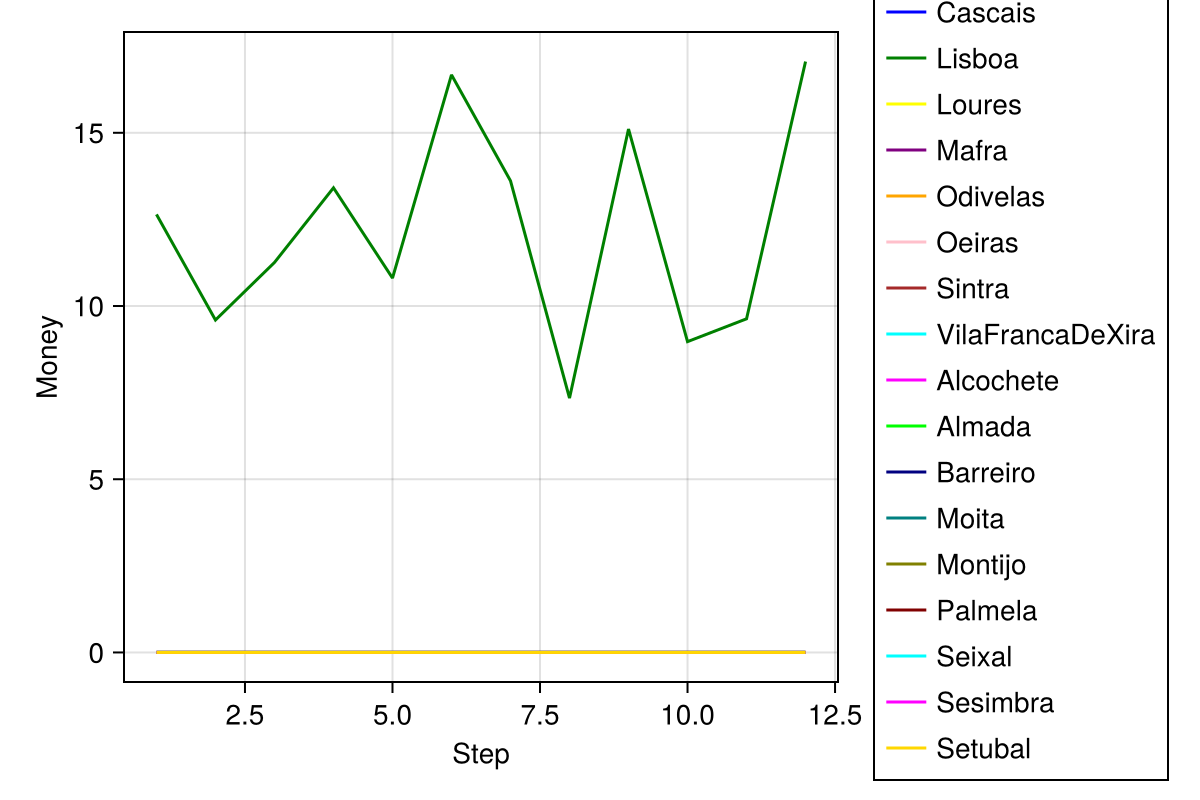 Cascais
Lisboa
Loures
Mafra
Odivelas
Oeiras
Sintra
VilaFrancaDeXira
Alcochete
Almada
Barreiro
Moita
Montijo
Palmela
Seixal
Sesimbra
Setubal
15
10
5
0
Money
2.5 5.0 7.5 10.0 12.5
Step